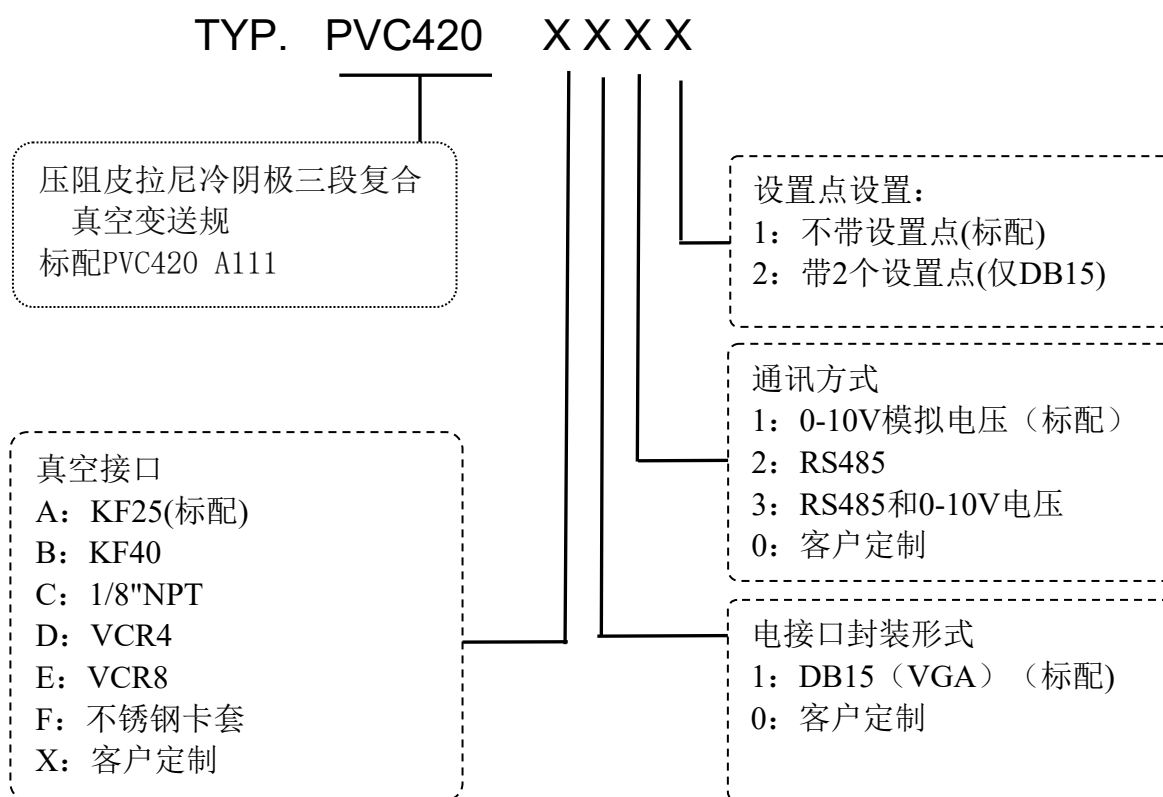 TYP. PVC420 X X X X
压阻皮拉尼冷阴极三段复合
真空变送规
标配PVC420 A111
设置点设置：
1：不带设置点(标配)
2：带2个设置点(仅DB15)
通讯方式
1：0-10V模拟电压（标配）
2：RS485
3：RS485和0-10V电压
0：客户定制
真空接口
A：KF25(标配)
B：KF40
C：1/8"NPT
D：VCR4
E：VCR8
F：不锈钢卡套
X：客户定制
电接口封装形式
1：DB15（VGA）（标配)
0：客户定制